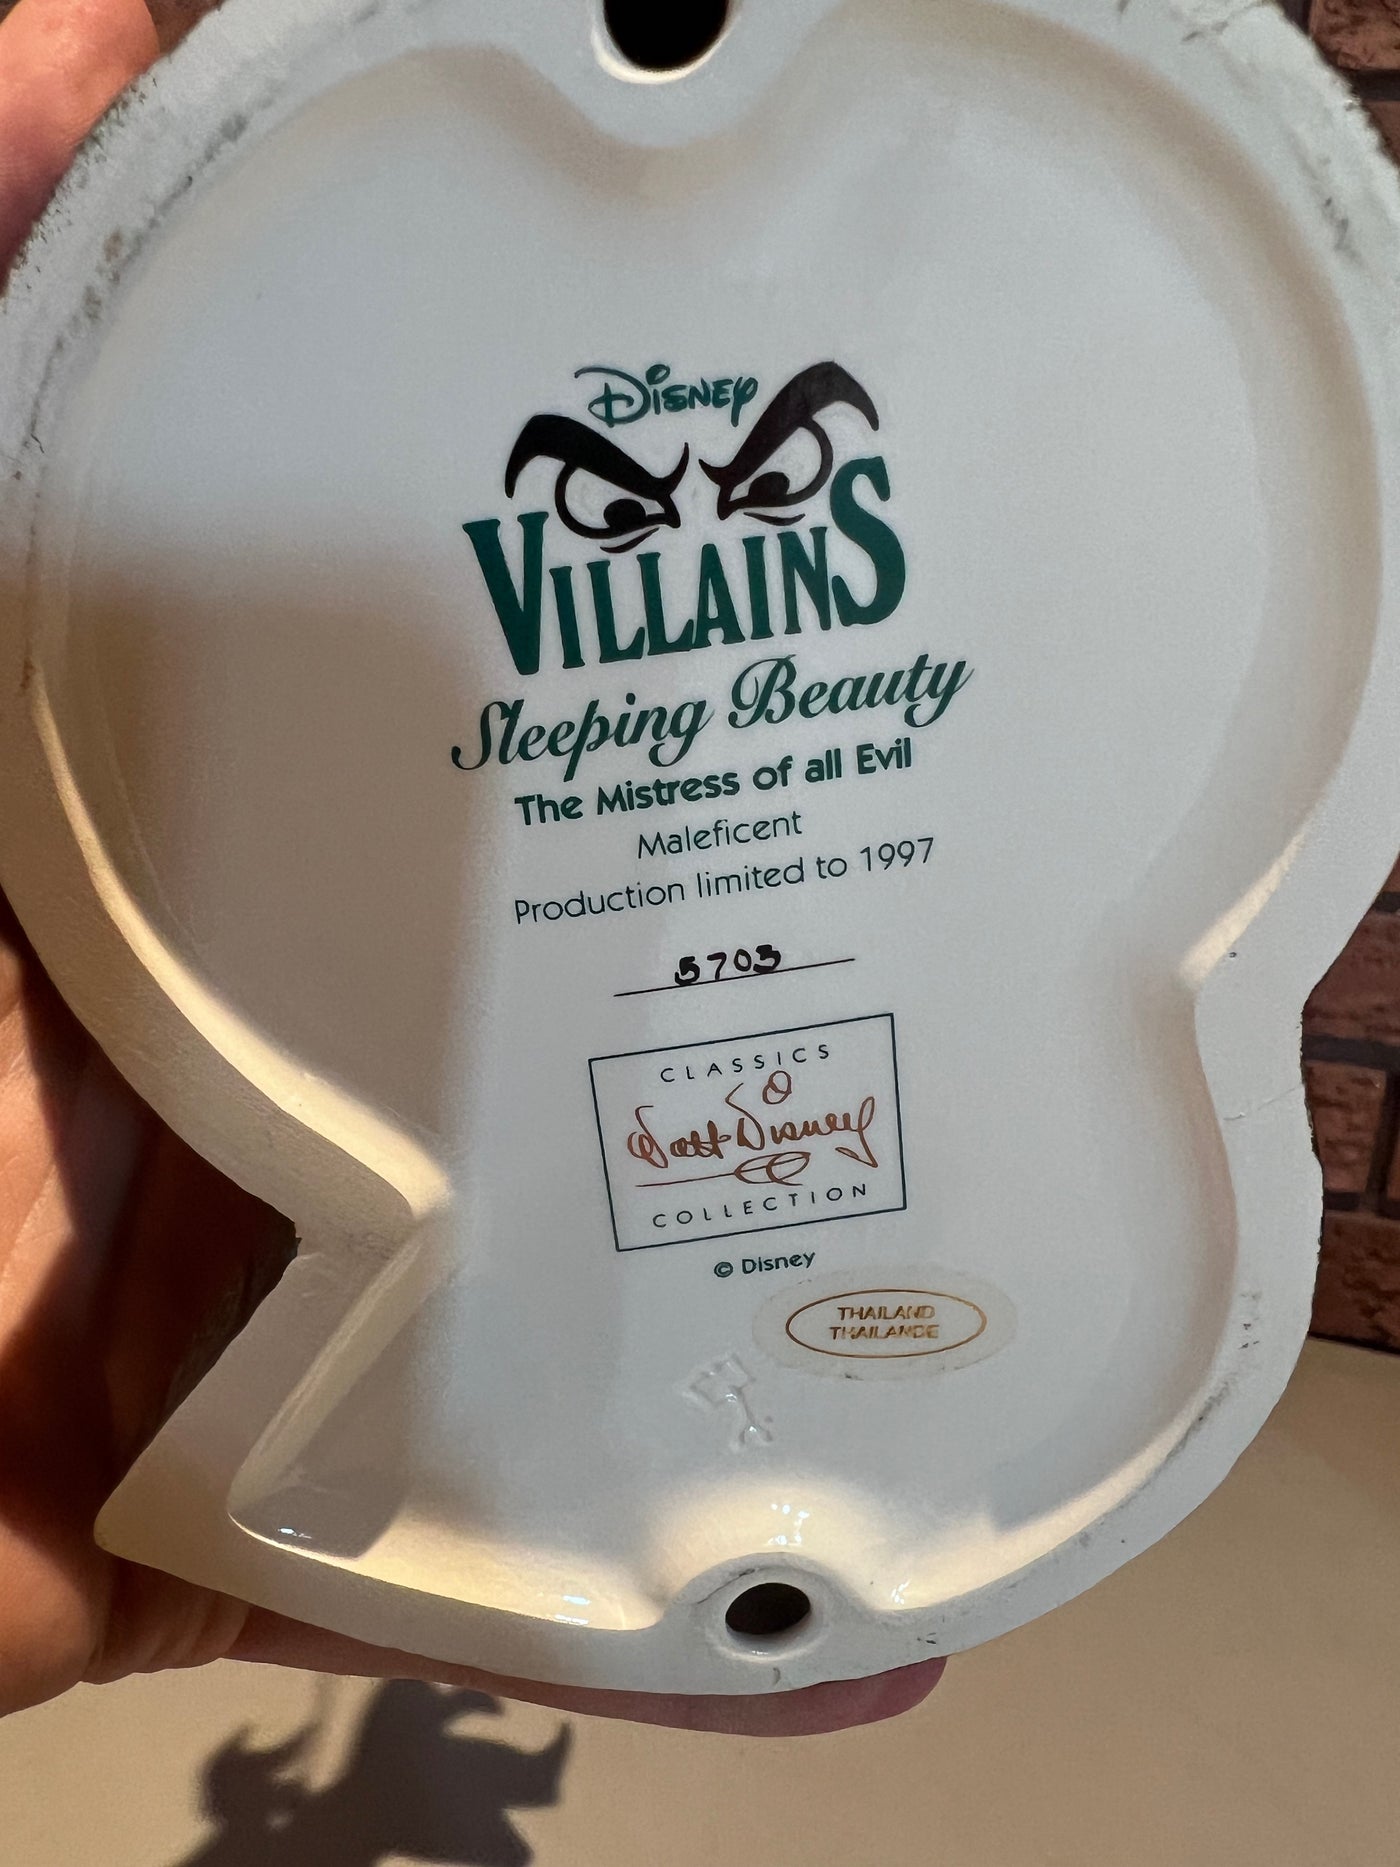 Disney
VILLAINS
Sleeping Beauty
The Mistress of all Evil
Maleficent
Production limited to 1997
5703
CLASSICS
Walt Disney
COLLECTION
© Disney
THAILAND
THAILANDE